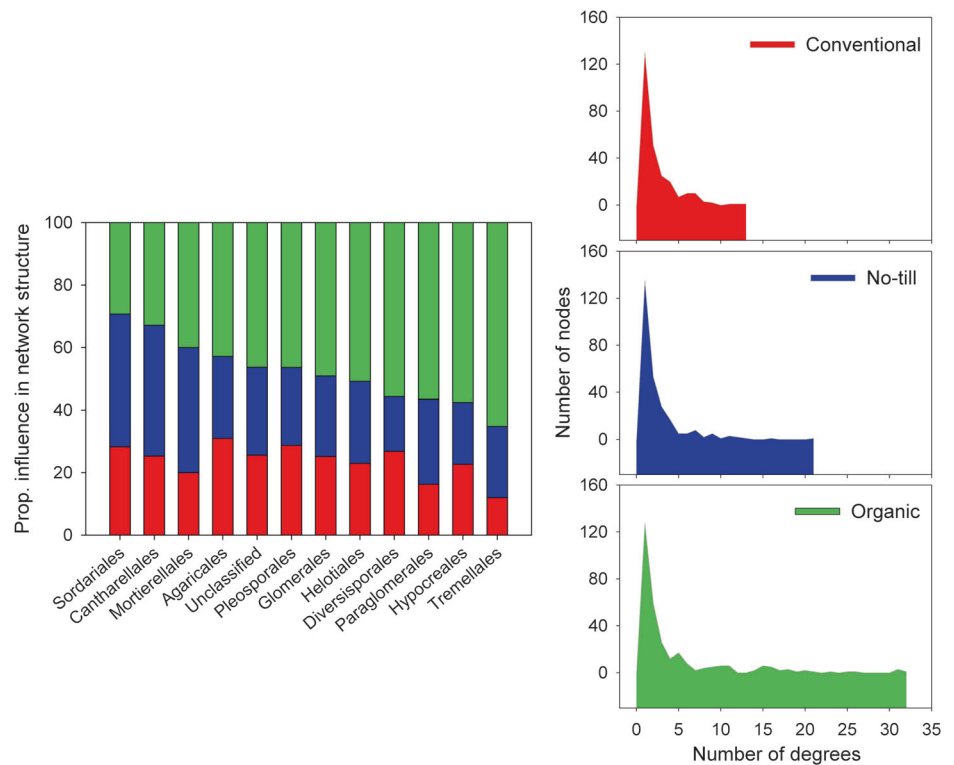 Prop. influence in network structure
100
80
60
40
20
0
Sordariales
Cantharellales
Mortierellales
Agaricales
Unclassified
Pleosporales
Glomerales
Helotiales
Diversisporales
Paraglomerales
Hypocreales
Tremellales
Number of nodes
160
120
80
40
0
Conventional
160
120
80
40
0
No-till
160
120
80
40
0
Organic
0 5 10 15 20 25 30 35
Number of degrees